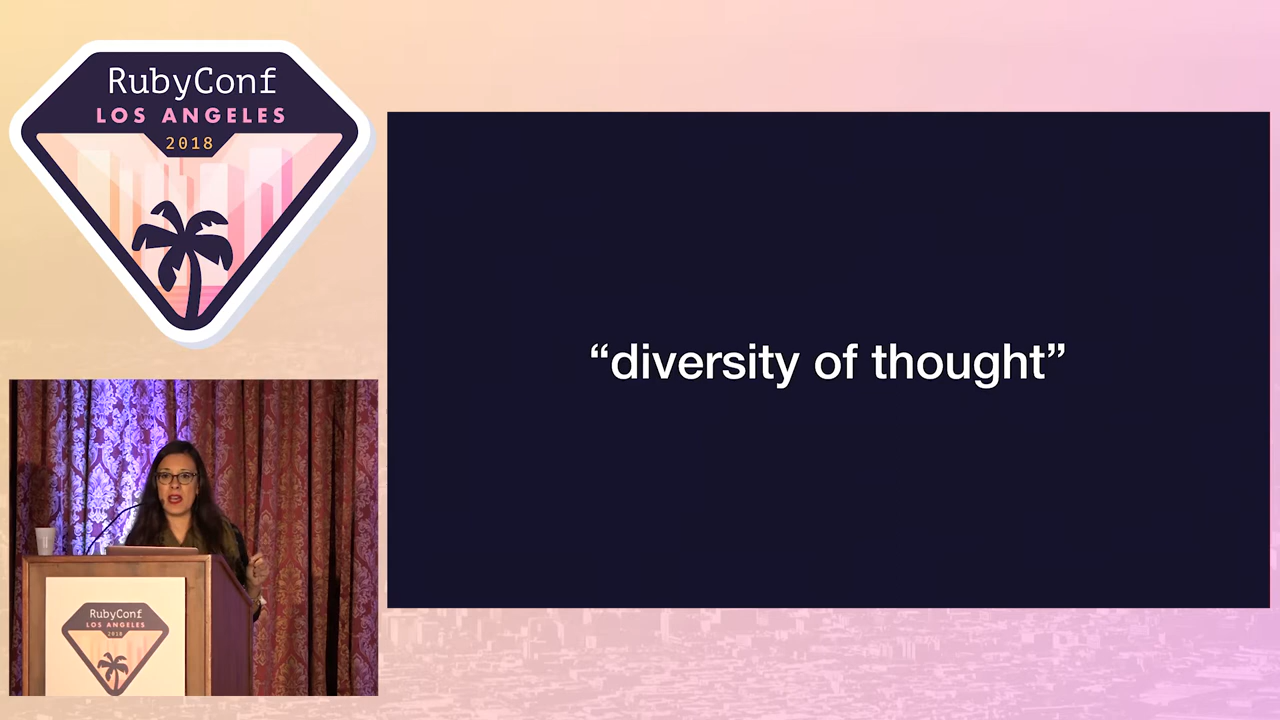 RubyConf
LOS ANGELES
2018
“diversity of thought”
RubyConf
LOS ANGELES
2018